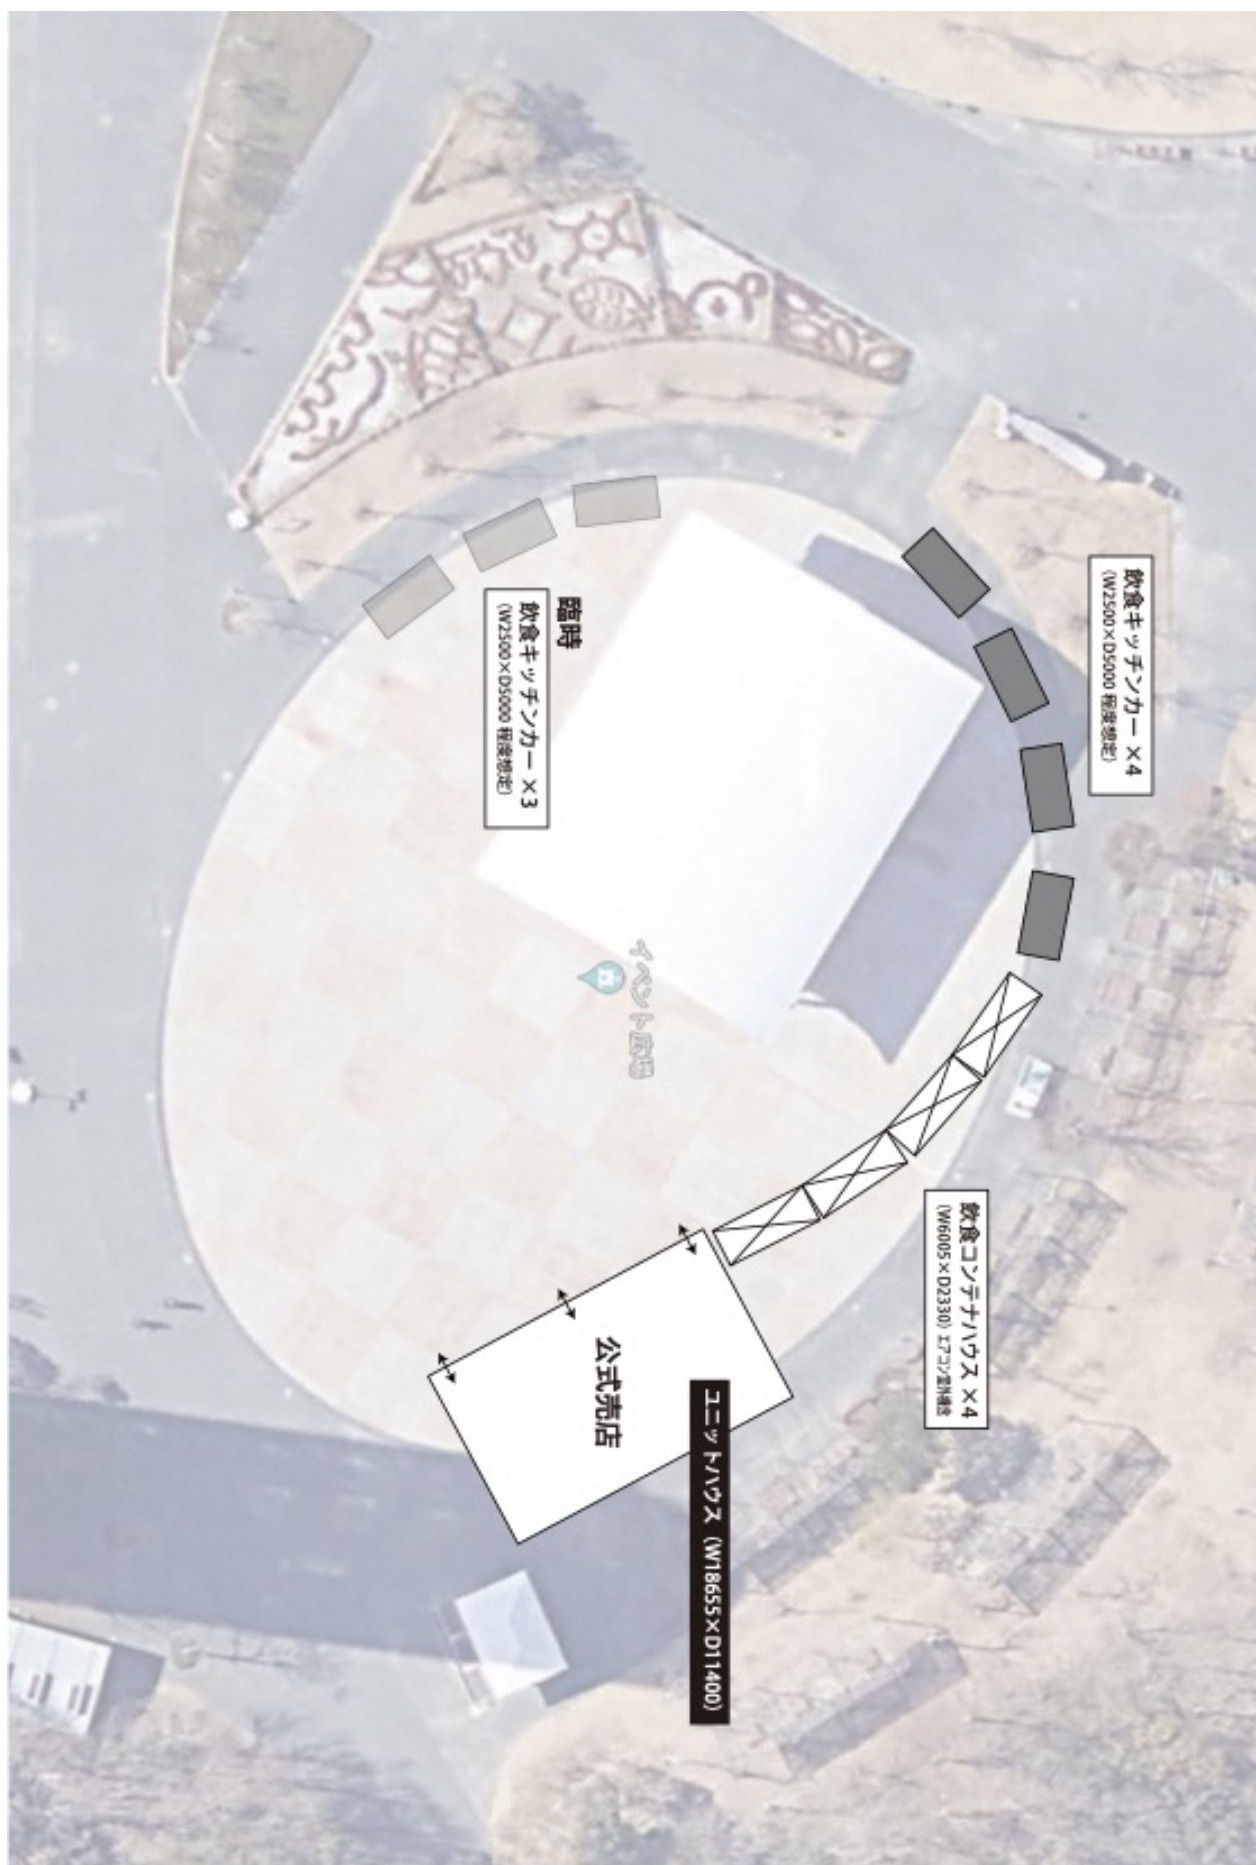 飲食キッチンカー ×4
(W2500×D5000 程度想定)
臨時
飲食キッチンカー ×3
(W2500×D5000 程度想定)
イベント広場
飲食コンテナハウス ×4
(W6005×D2330) エアコン室外機含
公式売店
ユニットハウス (W18655×D11400)